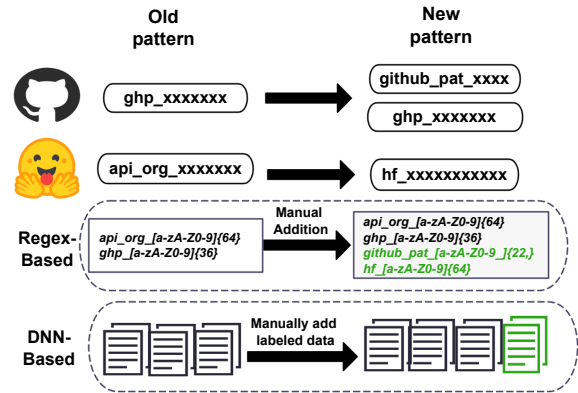 Old
pattern
New
pattern
ghp_xxxxxxx
github_pat_xxxx
ghp_xxxxxxx
api_org_xxxxxxx
hf_xxxxxxxxxxx
Regex-
Based
api_org_[a-zA-Z0-9]{64}
ghp_[a-zA-Z0-9]{36}
Manual
Addition
api_org_[a-zA-Z0-9]{64}
ghp_[a-zA-Z0-9]{36}
github_pat_[a-zA-Z0-9_]{22,}
hf_[a-zA-Z0-9]{64}
DNN-
Based
Manually add
labeled data